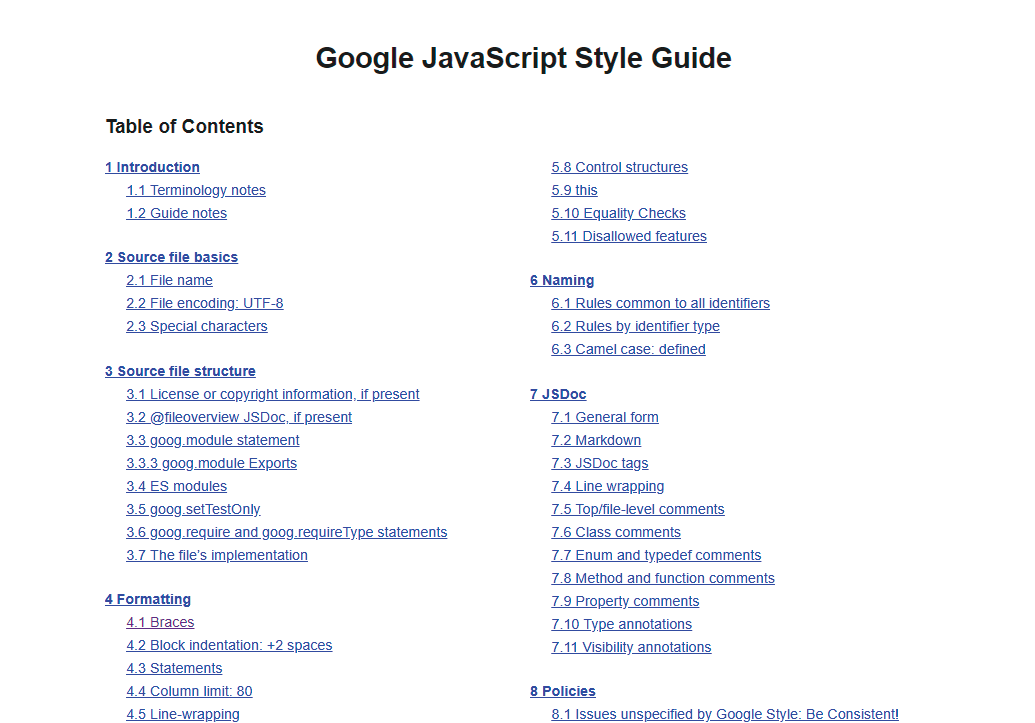 Google JavaScript Style Guide
Table of Contents
1 Introduction
1.1 Terminology notes
1.2 Guide notes
2 Source file basics
2.1 File name
2.2 File encoding: UTF-8
2.3 Special characters
3 Source file structure
3.1 License or copyright information, if present
3.2 @fileoverview JSDoc, if present
3.3 goog.module statement
3.3.3 goog.module Exports
3.4 ES modules
3.5 goog.setTestOnly
3.6 goog.require and goog.requireType statements
3.7 The file’s implementation
4 Formatting
4.1 Braces
4.2 Block indentation: +2 spaces
4.3 Statements
4.4 Column limit: 80
4.5 Line-wrapping
5.8 Control structures
5.9 this
5.10 Equality Checks
5.11 Disallowed features
6 Naming
6.1 Rules common to all identifiers
6.2 Rules by identifier type
6.3 Camel case: defined
7 JSDoc
7.1 General form
7.2 Markdown
7.3 JSDoc tags
7.4 Line wrapping
7.5 Top/file-level comments
7.6 Class comments
7.7 Enum and typedef comments
7.8 Method and function comments
7.9 Property comments
7.10 Type annotations
7.11 Visibility annotations
8 Policies
8.1 Issues unspecified by Google Style: Be Consistent!